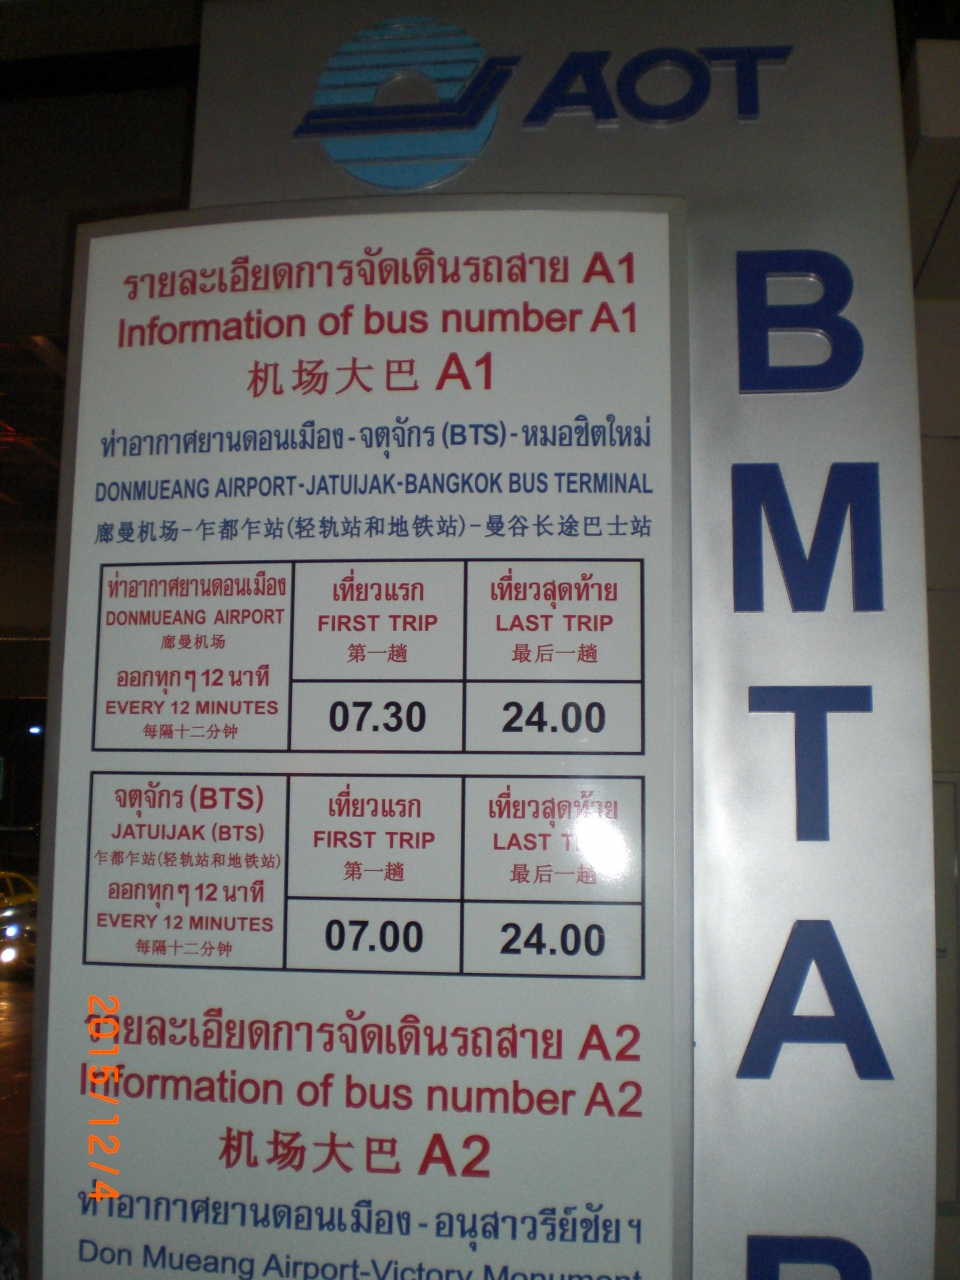 AOT
BMTA
รายละเอียดการจัดเดินรถสาย A1
Information of bus number A1
机场大巴 A1
ท่าอากาศยานดอนเมือง - จตุจักร (BTS) - หมอชิตใหม่
DONMUEANG AIRPORT-JATUIJAK-BANGKOK BUS TERMINAL
廊曼机场-乍都乍站(轻轨站和地铁站)-曼谷长途巴士站
ท่าอากาศยานดอนเมือง
DONMUEANG AIRPORT
廊曼机场
ออกทุกๆ 12 นาที
EVERY 12 MINUTES
每隔十二分钟
เที่ยวแรก
FIRST TRIP
第一趟
07.30
เที่ยวสุดท้าย
LAST TRIP
最后一趟
24.00
จตุจักร (BTS)
JATUIJAK (BTS)
乍都乍站(轻轨站和地铁站)
ออกทุกๆ 12 นาที
EVERY 12 MINUTES
每隔十二分钟
เที่ยวแรก
FIRST TRIP
第一趟
07.00
เที่ยวสุดท้าย
LAST TRIP
最后一趟
24.00
รายละเอียดการจัดเดินรถสาย A2
Information of bus number A2
机场大巴 A2
ท่าอากาศยานดอนเมือง - อนุสาวรีย์ชัย ฯ
Don Mueang Airport-Victory Monument
2015/12/4